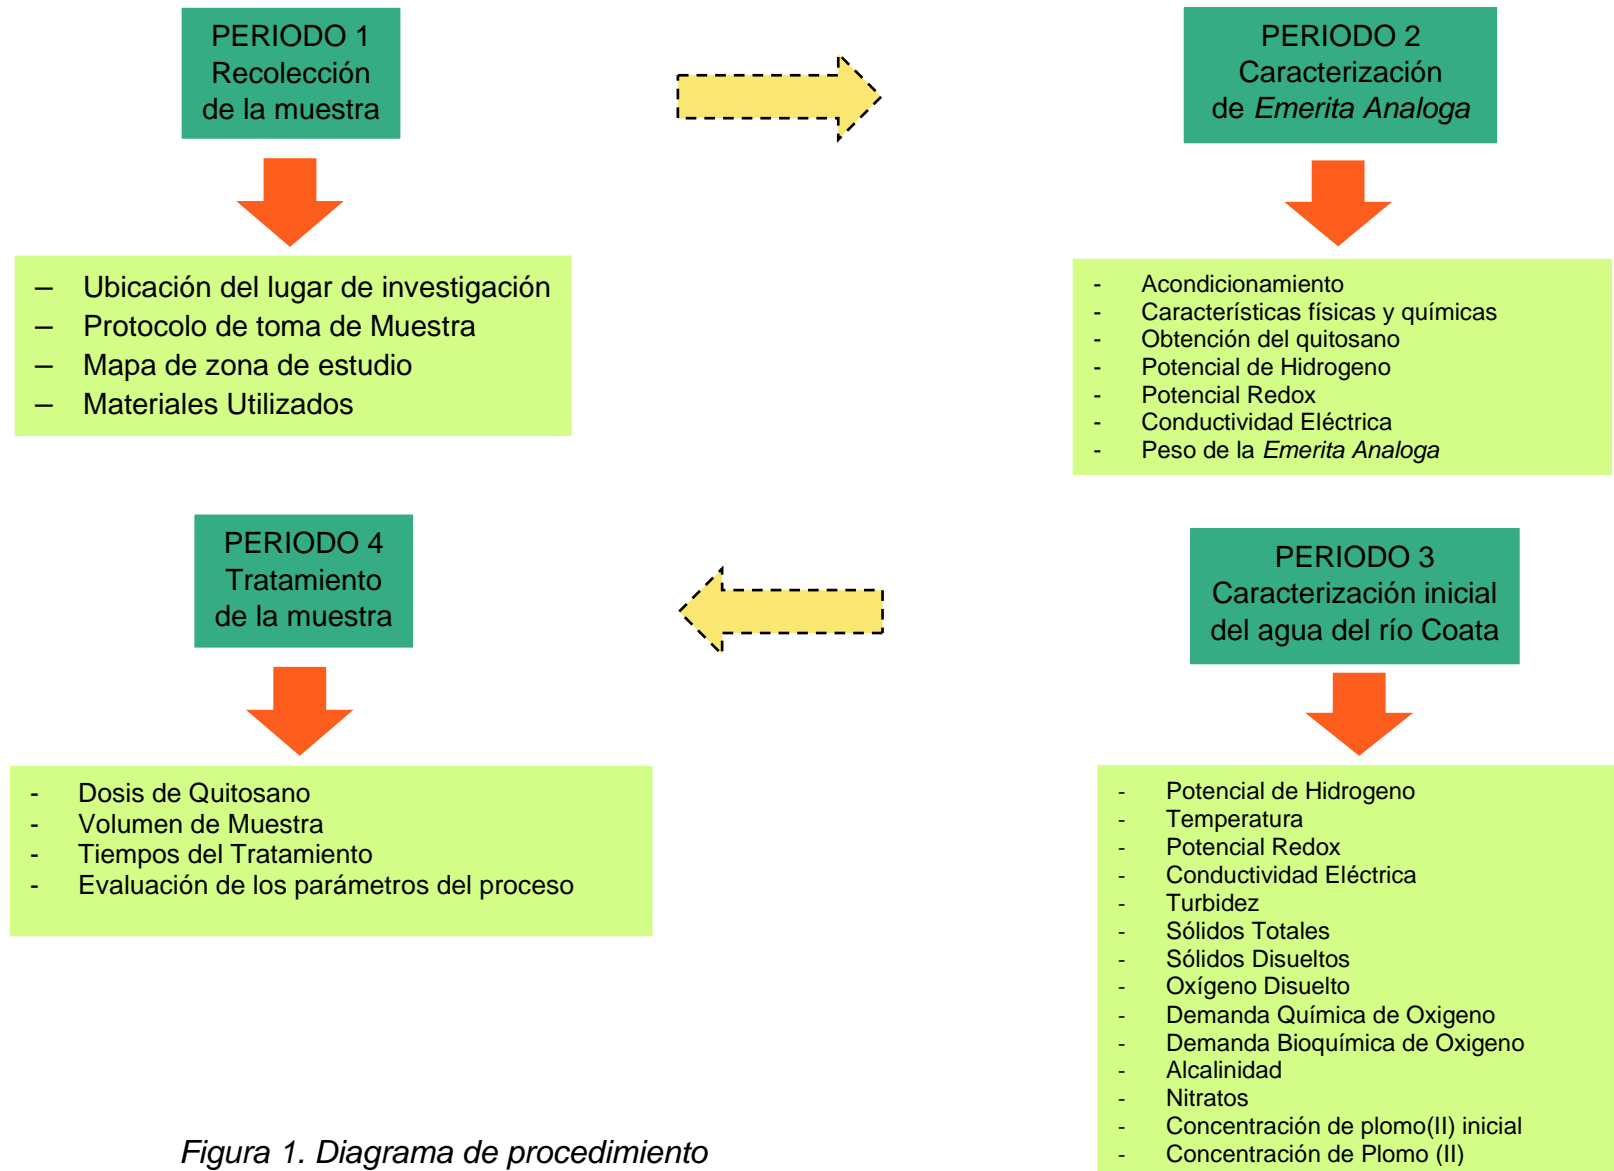 PERIODO 1
Recolección
de la muestra
– Ubicación del lugar de investigación
– Protocolo de toma de Muestra
– Mapa de zona de estudio
– Materiales Utilizados
PERIODO 2
Caracterización
de Emerita Analoga
- Acondicionamiento
- Características físicas y químicas
- Obtención del quitosano
- Potencial de Hidrogeno
- Potencial Redox
- Conductividad Eléctrica
- Peso de la Emerita Analoga
PERIODO 3
Caracterización inicial
del agua del río Coata
- Potencial de Hidrogeno
- Temperatura
- Potencial Redox
- Conductividad Eléctrica
- Turbidez
- Sólidos Totales
- Sólidos Disueltos
- Oxígeno Disuelto
- Demanda Química de Oxigeno
- Demanda Bioquímica de Oxigeno
- Alcalinidad
- Nitratos
- Concentración de plomo(II) inicial
- Concentración de Plomo (II)
PERIODO 4
Tratamiento
de la muestra
- Dosis de Quitosano
- Volumen de Muestra
- Tiempos del Tratamiento
- Evaluación de los parámetros del proceso
Figura 1. Diagrama de procedimiento